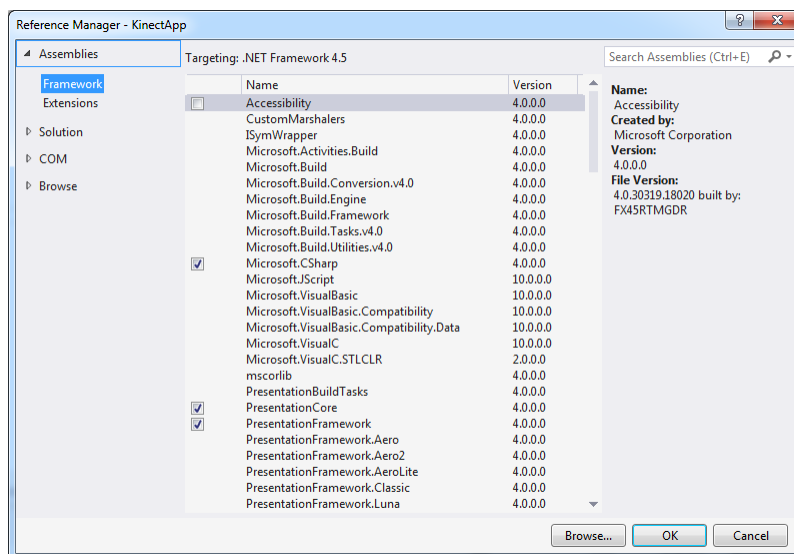 Reference Manager - KinectApp
?
x
Assemblies
Framework
Extensions
Solution
COM
Browse
Targeting: .NET Framework 4.5
Name Version
Accessibility 4.0.0.0
CustomMarshalers 4.0.0.0
ISymWrapper 4.0.0.0
Microsoft.Activities.Build 4.0.0.0
Microsoft.Build 4.0.0.0
Microsoft.Build.Conversion.v4.0 4.0.0.0
Microsoft.Build.Engine 4.0.0.0
Microsoft.Build.Framework 4.0.0.0
Microsoft.Build.Tasks.v4.0 4.0.0.0
Microsoft.Build.Utilities.v4.0 4.0.0.0
Microsoft.CSharp 4.0.0.0
Microsoft.JScript 10.0.0.0
Microsoft.VisualBasic 10.0.0.0
Microsoft.VisualBasic.Compatibility 10.0.0.0
Microsoft.VisualBasic.Compatibility.Data 10.0.0.0
Microsoft.VisualC 10.0.0.0
Microsoft.VisualC.STLCLR 2.0.0.0
mscorlib 4.0.0.0
PresentationBuildTasks 4.0.0.0
PresentationCore 4.0.0.0
PresentationFramework 4.0.0.0
PresentationFramework.Aero 4.0.0.0
PresentationFramework.Aero2 4.0.0.0
PresentationFramework.AeroLite 4.0.0.0
PresentationFramework.Classic 4.0.0.0
PresentationFramework.Luna 4.0.0.0
Search Assemblies (Ctrl+E)
Name:
Accessibility
Created by:
Microsoft Corporation
Version:
4.0.0.0
File Version:
4.0.30319.18020 built by:
FX45RTMGDR
Browse... OK Cancel